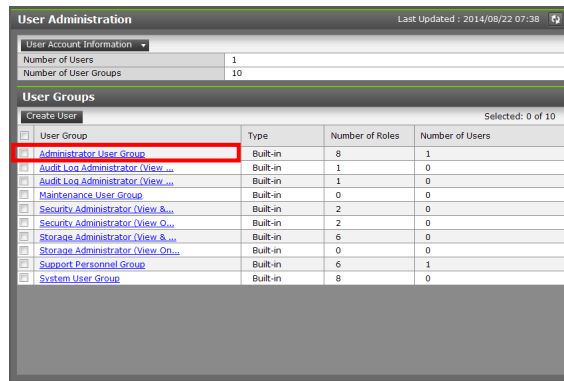 User Administration Last Updated : 2014/08/22 07:38
User Account Information
Number of Users 1
Number of User Groups 10
User Groups
Create User Selected: 0 of 10
User Group Type Number of Roles Number of Users
Administrator User Group Built-in 8 1
Audit Log Administrator (View ... Built-in 1 0
Audit Log Administrator (View ... Built-in 1 0
Maintenance User Group Built-in 0 0
Security Administrator (View &... Built-in 2 0
Security Administrator (View O... Built-in 2 0
Storage Administrator (View & ... Built-in 6 0
Storage Administrator (View On... Built-in 0 0
Support Personnel Group Built-in 6 1
System User Group Built-in 8 0